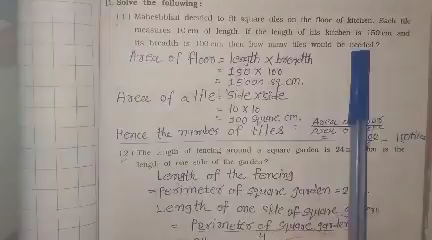 1. Solve the following:
(1) Maheshbhai decided to fit square tiles on the floor of kitchen. Each tile
measures 10 cm of length. If the length of his kitchen is 150 cm and
its breadth is 100 cm, then how many tiles would be needed?
Area of floor = length x breadth
= 150 x 100
= 15000 sq.cm.
Area of a tile = Side x side
= 10 x 10
= 100 square cm.
Hence the number of tiles =
(2) The length of fencing around a square garden is 24 is the
length of one side of the garden?
Length of the fencing
= perimeter of square garden = 2
Length of one side of square
= perimeter of square garden
4